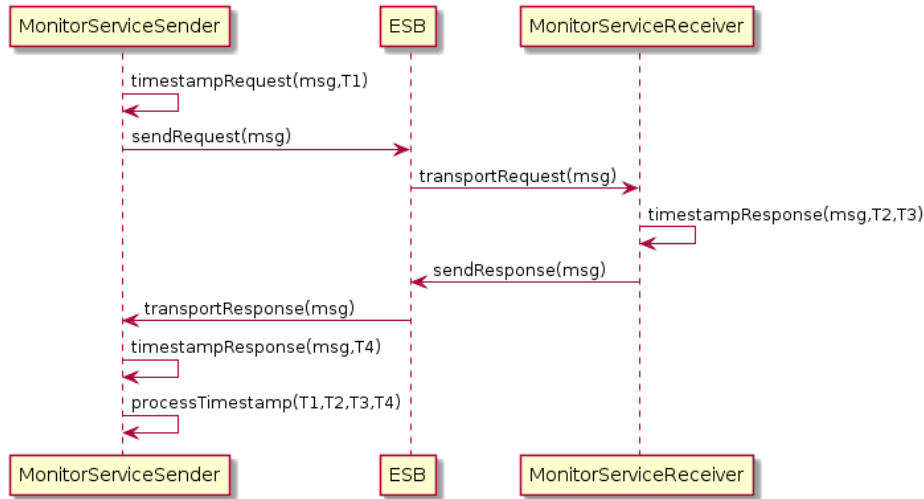 MonitorServiceSender
ESB
MonitorServiceReceiver
timestampRequest(msg,T1)
sendRequest(msg)
transportRequest(msg)
timestampResponse(msg,T2,T3)
sendResponse(msg)
transportResponse(msg)
timestampResponse(msg,T4)
processTimestamp(T1,T2,T3,T4)
MonitorServiceSender
ESB
MonitorServiceReceiver